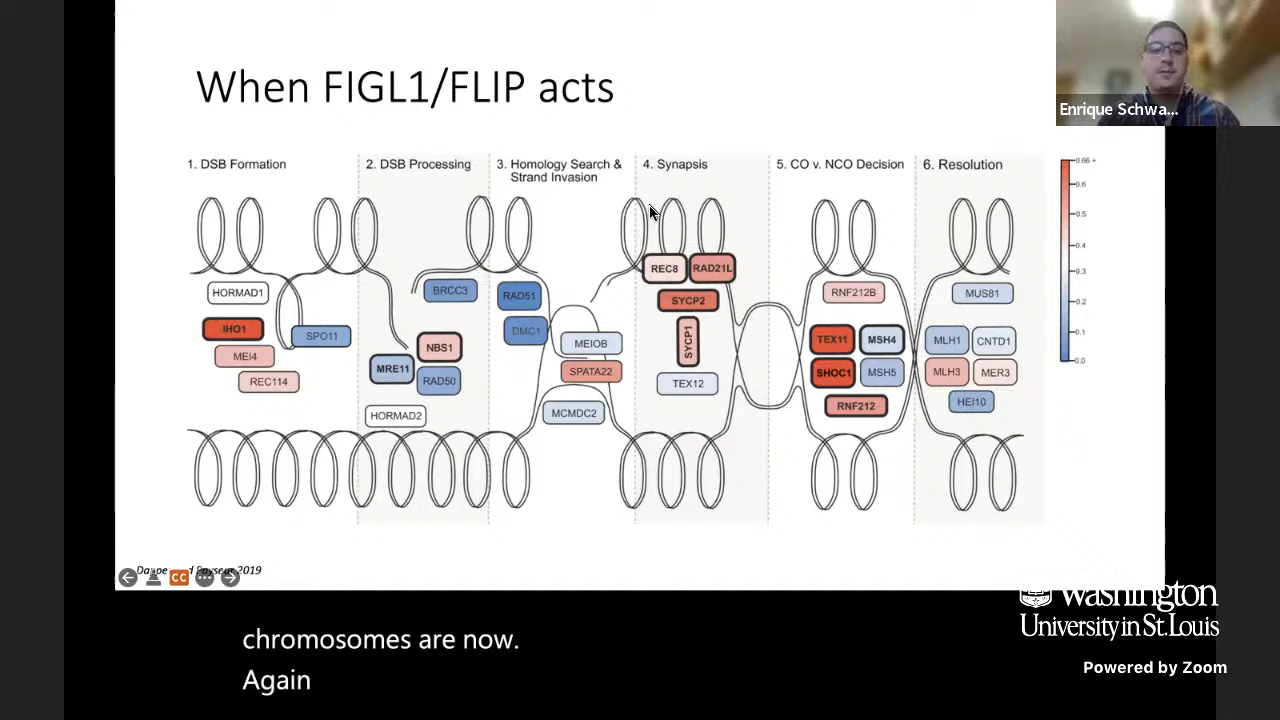 When FIGL1/FLIP acts
Enrique Schwa...
1. DSB Formation
2. DSB Processing
3. Homology Search &
Strand Invasion
4. Synapsis
5. CO v. NCO Decision
6. Resolution
HORMAD1
IHO1
MEI4
REC114
SPO11
BRCC3
NBS1
MRE11
RAD50
HORMAD2
RAD51
DMC1
MEIOB
SPATA22
MCMDC2
REC8
RAD21L
SYCP2
SYCP1
TEX12
RNF212B
TEX11
MSH4
SHOC1
MSH5
RNF212
MUS81
MLH1
CNTD1
MLH3
MER3
HEI10
0.66 +
0.6
0.5
0.4
0.3
0.2
0.1
0.0
2019
CC
chromosomes are now.
Again
Washington
University in St. Louis
Powered by Zoom